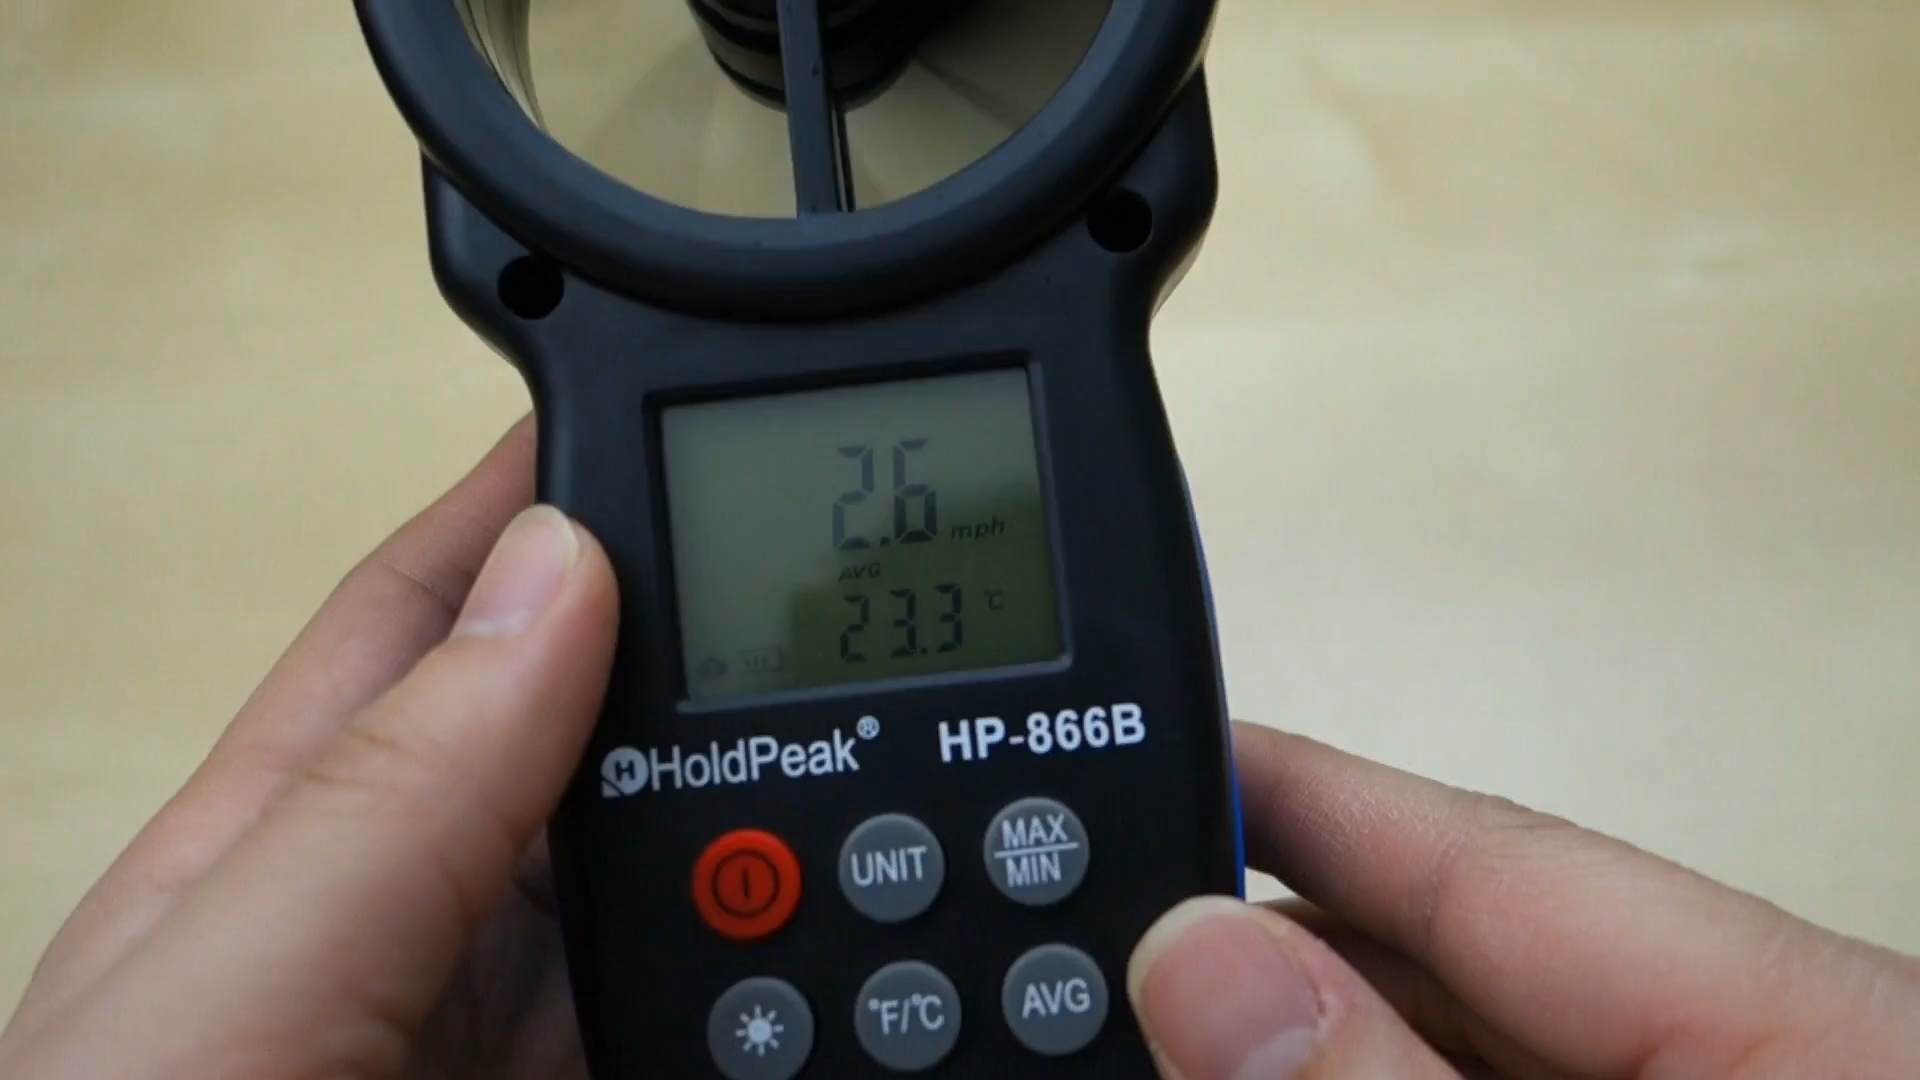 2.6 mph
AVG
23.3 °C
HoldPeak® HP-866B
UNIT
MAX
MIN
°F/°C
AVG